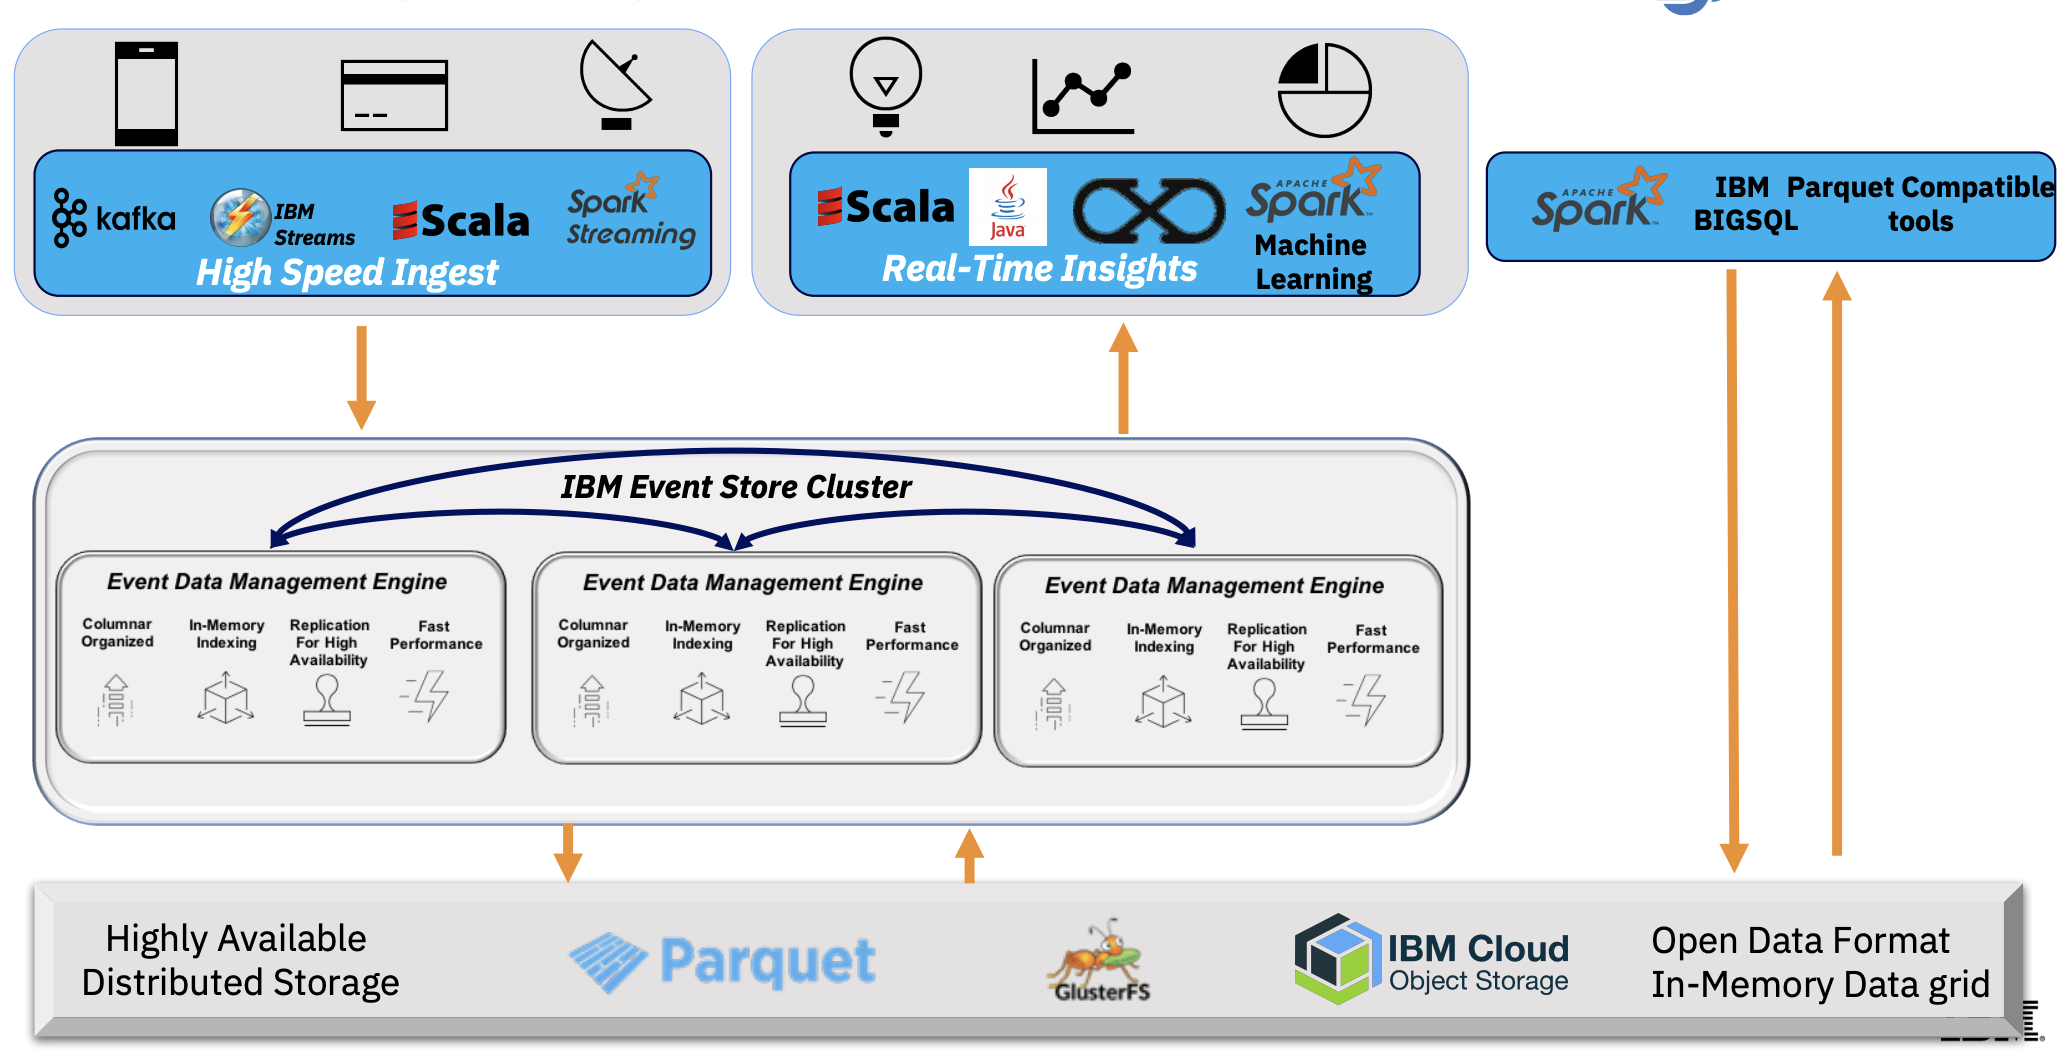 kafka
IBM
Streams
Scala
Spark
Streaming
High Speed Ingest
Scala
Java
APACHE
Spark™
Machine
Learning
Real-Time Insights
APACHE
Spark™
IBM
BIGSQL
Parquet Compatible
tools
IBM Event Store Cluster
Event Data Management Engine
Columnar
Organized
In-Memory
Indexing
Replication
For High
Availability
Fast
Performance
Event Data Management Engine
Columnar
Organized
In-Memory
Indexing
Replication
For High
Availability
Fast
Performance
Event Data Management Engine
Columnar
Organized
In-Memory
Indexing
Replication
For High
Availability
Fast
Performance
Highly Available
Distributed Storage
Parquet
GlusterFS
IBM Cloud
Object Storage
Open Data Format
In-Memory Data grid